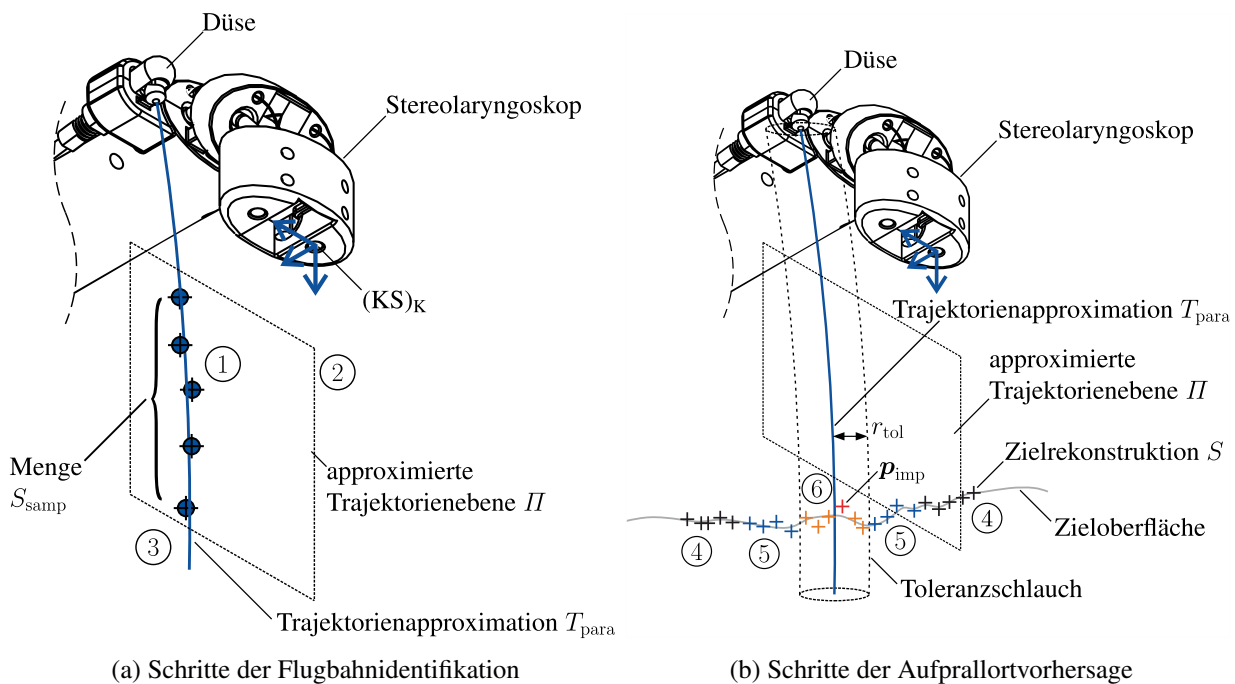 Düse
Stereolaryngoskop
(KS)K
1
2
Menge
Ssamp
approximierte
Trajektorienebene Π
3
Trajektorienapproximation Tpara
(a) Schritte der Flugbahnidentifikation
Düse
Stereolaryngoskop
Trajektorienapproximation Tpara
approximierte
Trajektorienebene Π
rtol
Zielrekonstruktion S
pimp
6
4
5
5
4
Zieloberfläche
Toleranzschlauch
(b) Schritte der Aufprallortvorhersage